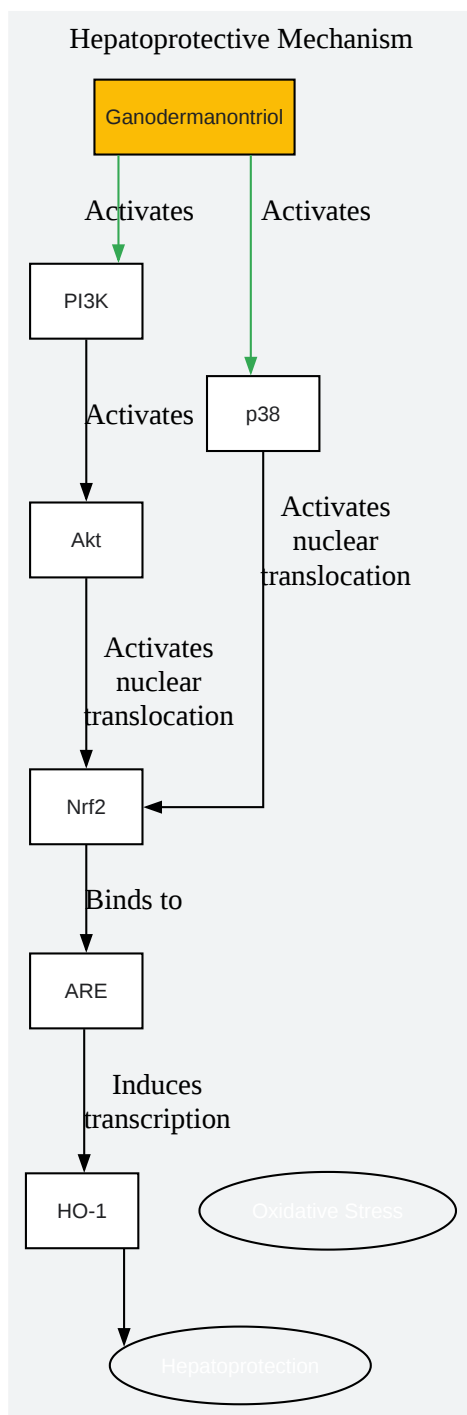 Hepatoprotective Mechanism
Ganodermanontriol
Activates
Activates
PI3K
p38
Activates
Activates
nuclear
translocation
Akt
Activates
nuclear
translocation
Nrf2
Binds to
ARE
Induces
transcription
HO-1
Oxidative Stress
Hepatoprotection